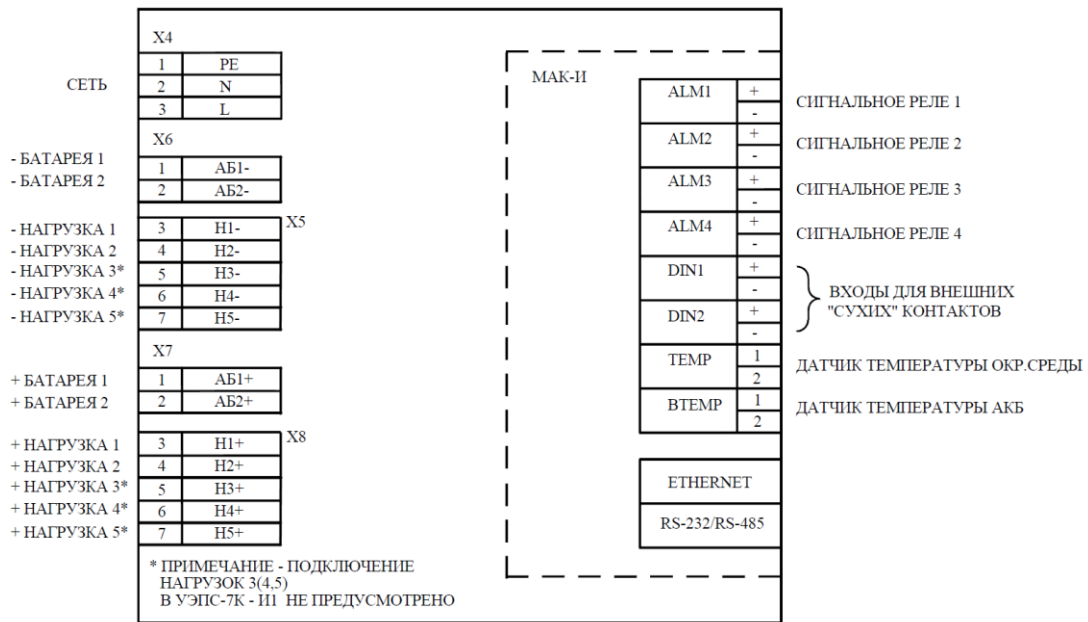 X4
СЕТЬ
1 PE
2 N
3 L
X6
- БАТАРЕЯ 1
- БАТАРЕЯ 2
1 АБ1-
2 АБ2-
X5
- НАГРУЗКА 1 3 Н1-
- НАГРУЗКА 2 4 Н2-
- НАГРУЗКА 3* 5 Н3-
- НАГРУЗКА 4* 6 Н4-
- НАГРУЗКА 5* 7 Н5-
X7
+ БАТАРЕЯ 1 1 АБ1+
+ БАТАРЕЯ 2 2 АБ2+
X8
+ НАГРУЗКА 1 3 Н1+
+ НАГРУЗКА 2 4 Н2+
+ НАГРУЗКА 3* 5 Н3+
+ НАГРУЗКА 4* 6 Н4+
+ НАГРУЗКА 5* 7 Н5+
* ПРИМЕЧАНИЕ - ПОДКЛЮЧЕНИЕ
НАГРУЗОК 3(4,5)
В УЭПС-7К - И1 НЕ ПРЕДУСМОТРЕНО
МАК-И
ALM1 + СИГНАЛЬНОЕ РЕЛЕ 1
-
ALM2 + СИГНАЛЬНОЕ РЕЛЕ 2
-
ALM3 + СИГНАЛЬНОЕ РЕЛЕ 3
-
ALM4 + СИГНАЛЬНОЕ РЕЛЕ 4
-
DIN1 +
-
DIN2 +
-
ВХОДЫ ДЛЯ ВНЕШНИХ
"СУХИХ" КОНТАКТОВ
TEMP 1 ДАТЧИК ТЕМПЕРАТУРЫ ОКР.СРЕДЫ
2
BTEMP 1 ДАТЧИК ТЕМПЕРАТУРЫ АКБ
2
ETHERNET
RS-232/RS-485